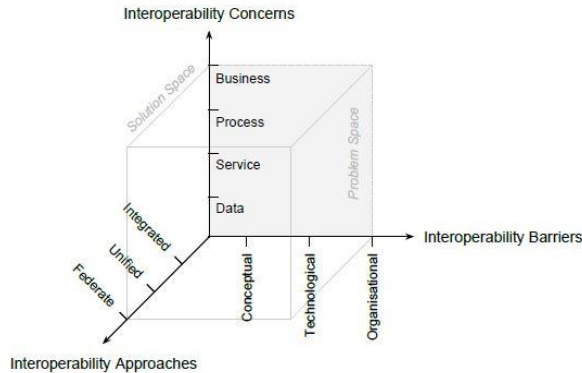 Interoperability Concerns
Solution Space
Business
Process
Service
Data
Problem Space
Integrated
Unified
Federate
Conceptual
Technological
Organisational
Interoperability Barriers
Interoperability Approaches